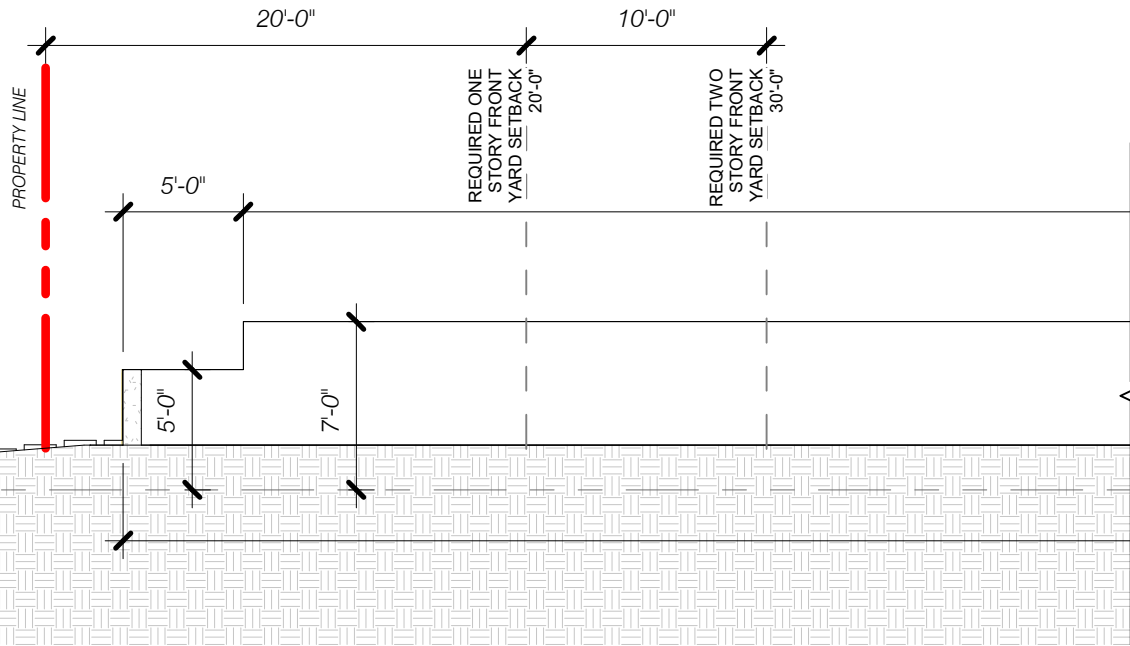 20'-0"
10'-0"
PROPERTY LINE
REQUIRED ONE
STORY FRONT
YARD SETBACK
20'-0"
REQUIRED TWO
STORY FRONT
YARD SETBACK
30'-0"
5'-0"
5'-0"
7'-0"